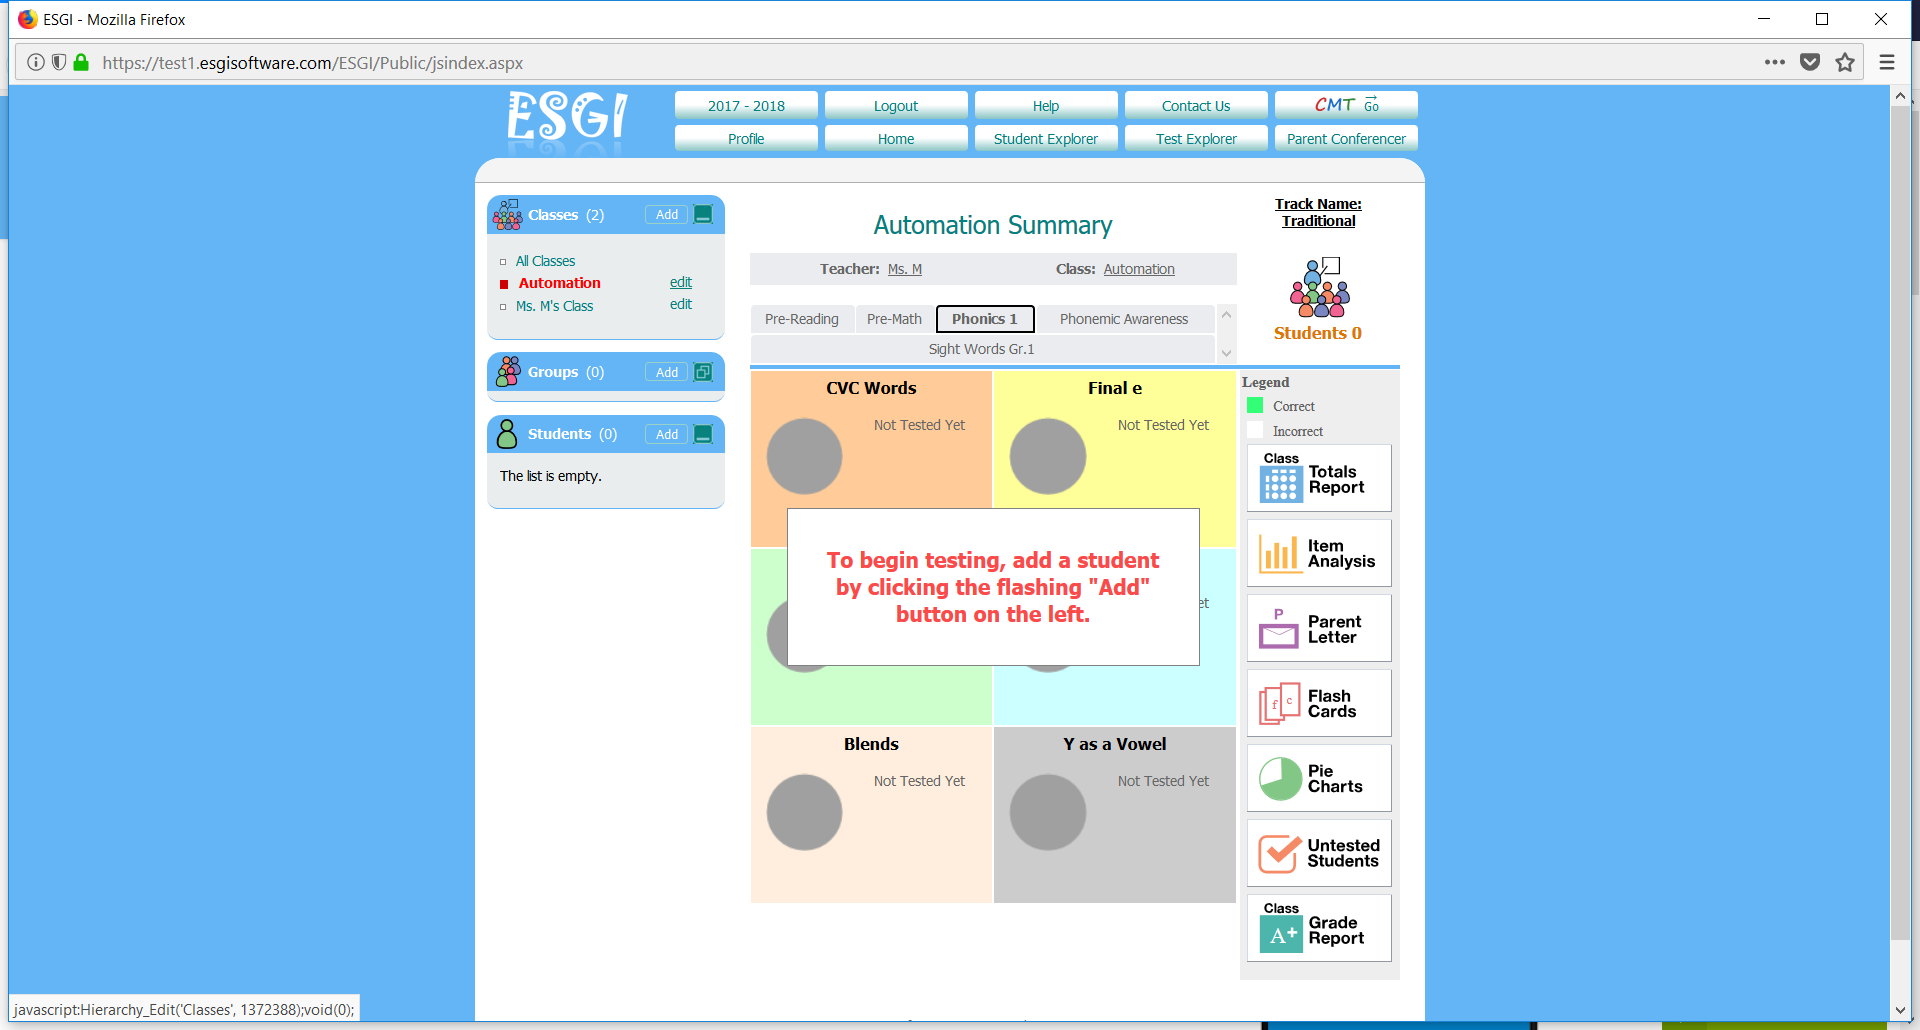 ESGI - Mozilla Firefox
https://test1.esgisoftware.com/ESGI/Public/jsindex.aspx
ESGI
2017 - 2018
Logout
Help
Contact Us
CMT Go
Profile
Home
Student Explorer
Test Explorer
Parent Conferencer
Classes (2)
Add
All Classes
Automation
edit
Ms. M's Class
edit
Groups (0)
Add
Students (0)
Add
The list is empty.
Automation Summary
Teacher: Ms. M
Class: Automation
Track Name:
Traditional
Students 0
Pre-Reading
Pre-Math
Phonics 1
Phonemic Awareness
Sight Words Gr.1
CVC Words
Not Tested Yet
Final e
Not Tested Yet
et
To begin testing, add a student
by clicking the flashing "Add"
button on the left.
Blends
Not Tested Yet
Y as a Vowel
Not Tested Yet
Legend
Correct
Incorrect
Class
Totals
Report
Item
Analysis
P
Parent
Letter
f
c
Flash
Cards
Pie
Charts
Untested
Students
Class
A+
Grade
Report
javascript:Hierarchy_Edit('Classes', 1372388);void(0);